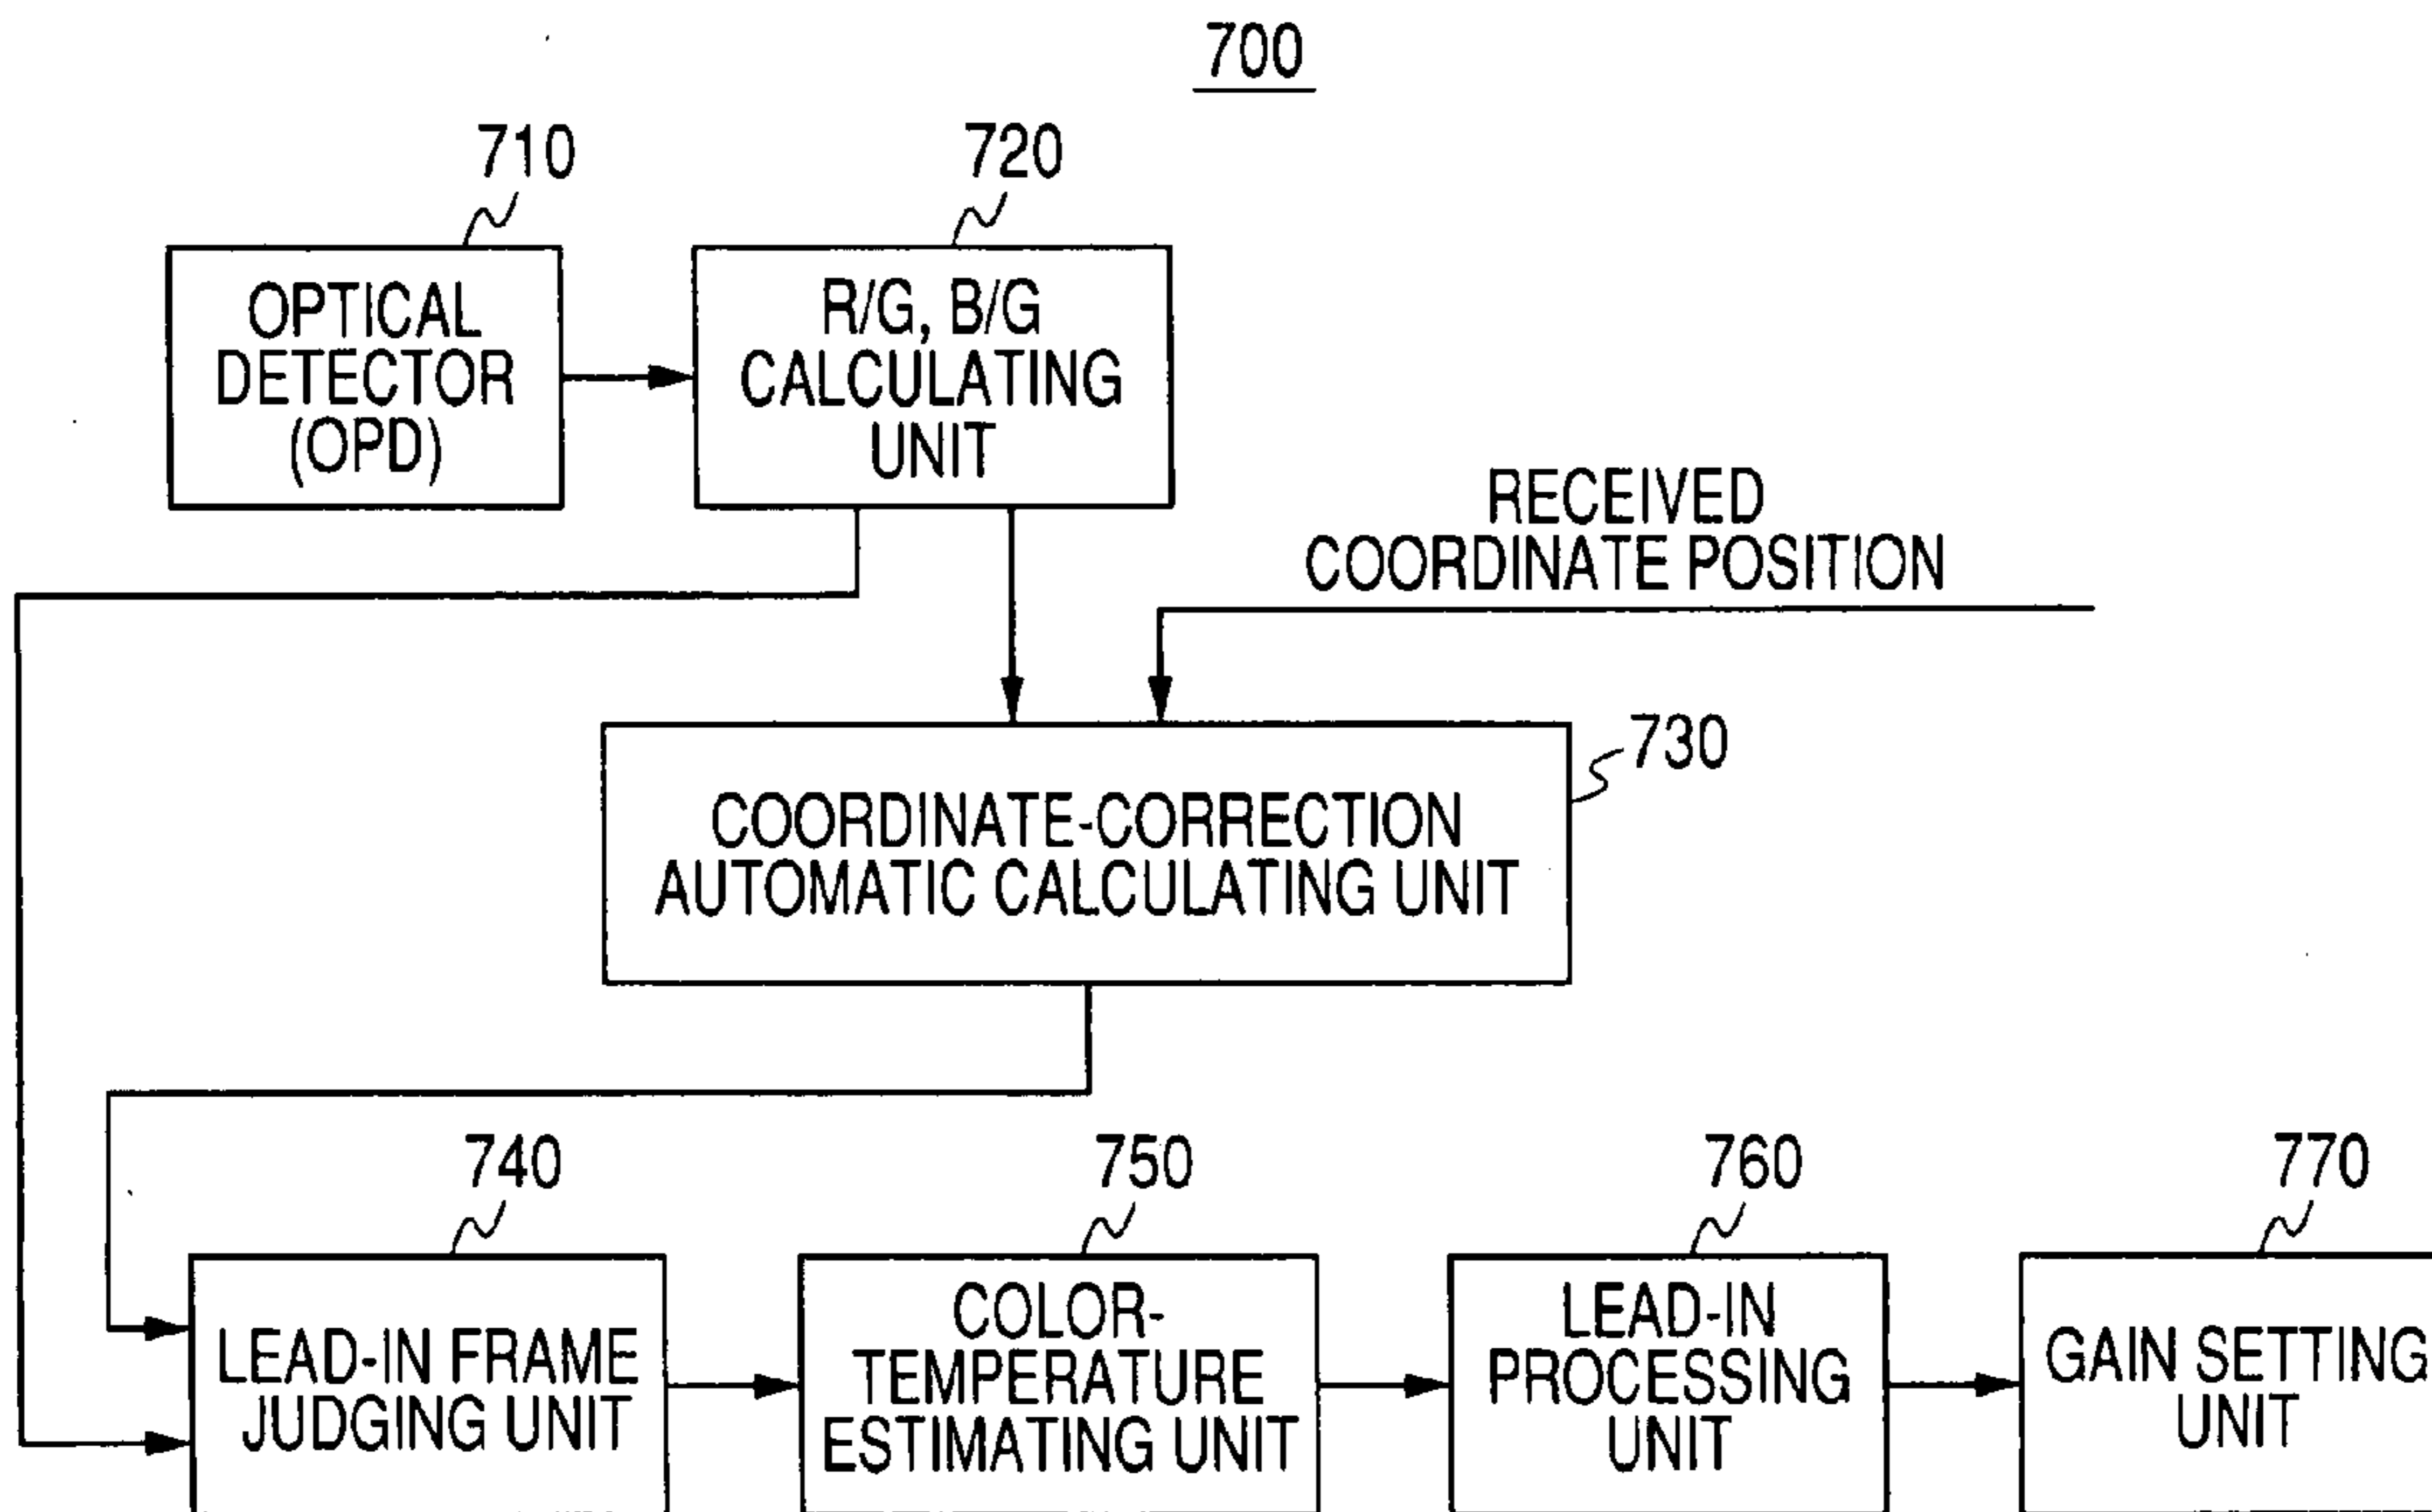 700
710
720
OPTICAL
DETECTOR
(OPD)
R/G, B/G
CALCULATING
UNIT
RECEIVED
COORDINATE POSITION
730
COORDINATE-CORRECTION
AUTOMATIC CALCULATING UNIT
740
750
760
770
LEAD-IN FRAME
JUDGING UNIT
COLOR-
TEMPERATURE
ESTIMATING UNIT
LEAD-IN
PROCESSING
UNIT
GAIN SETTING
UNIT